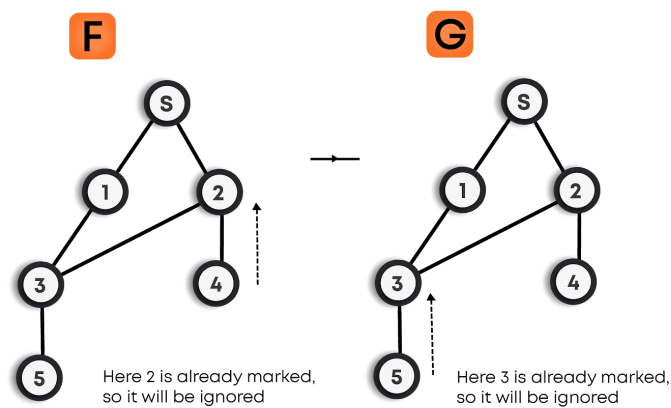 F
S
1
2
3
4
5
Here 2 is already marked,
so it will be ignored
G
S
1
2
3
4
5
Here 3 is already marked,
so it will be ignored